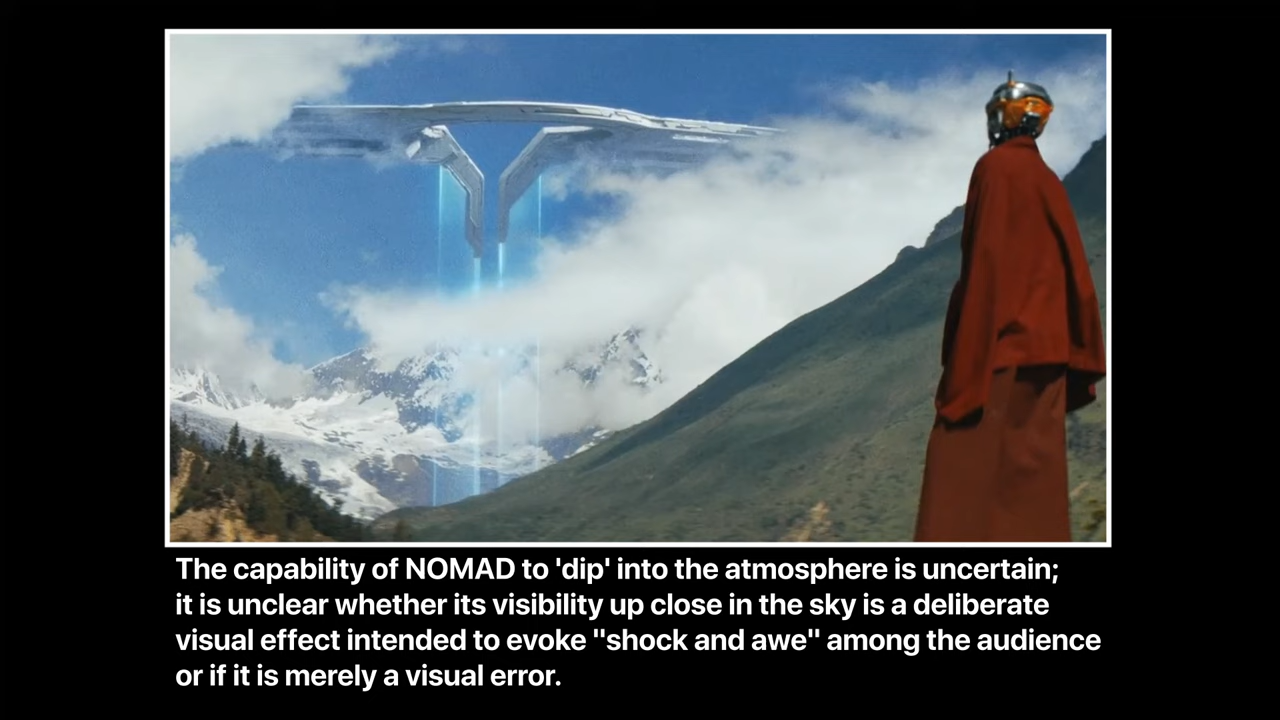 The capability of NOMAD to 'dip' into the atmosphere is uncertain;
it is unclear whether its visibility up close in the sky is a deliberate
visual effect intended to evoke "shock and awe" among the audience
or if it is merely a visual error.